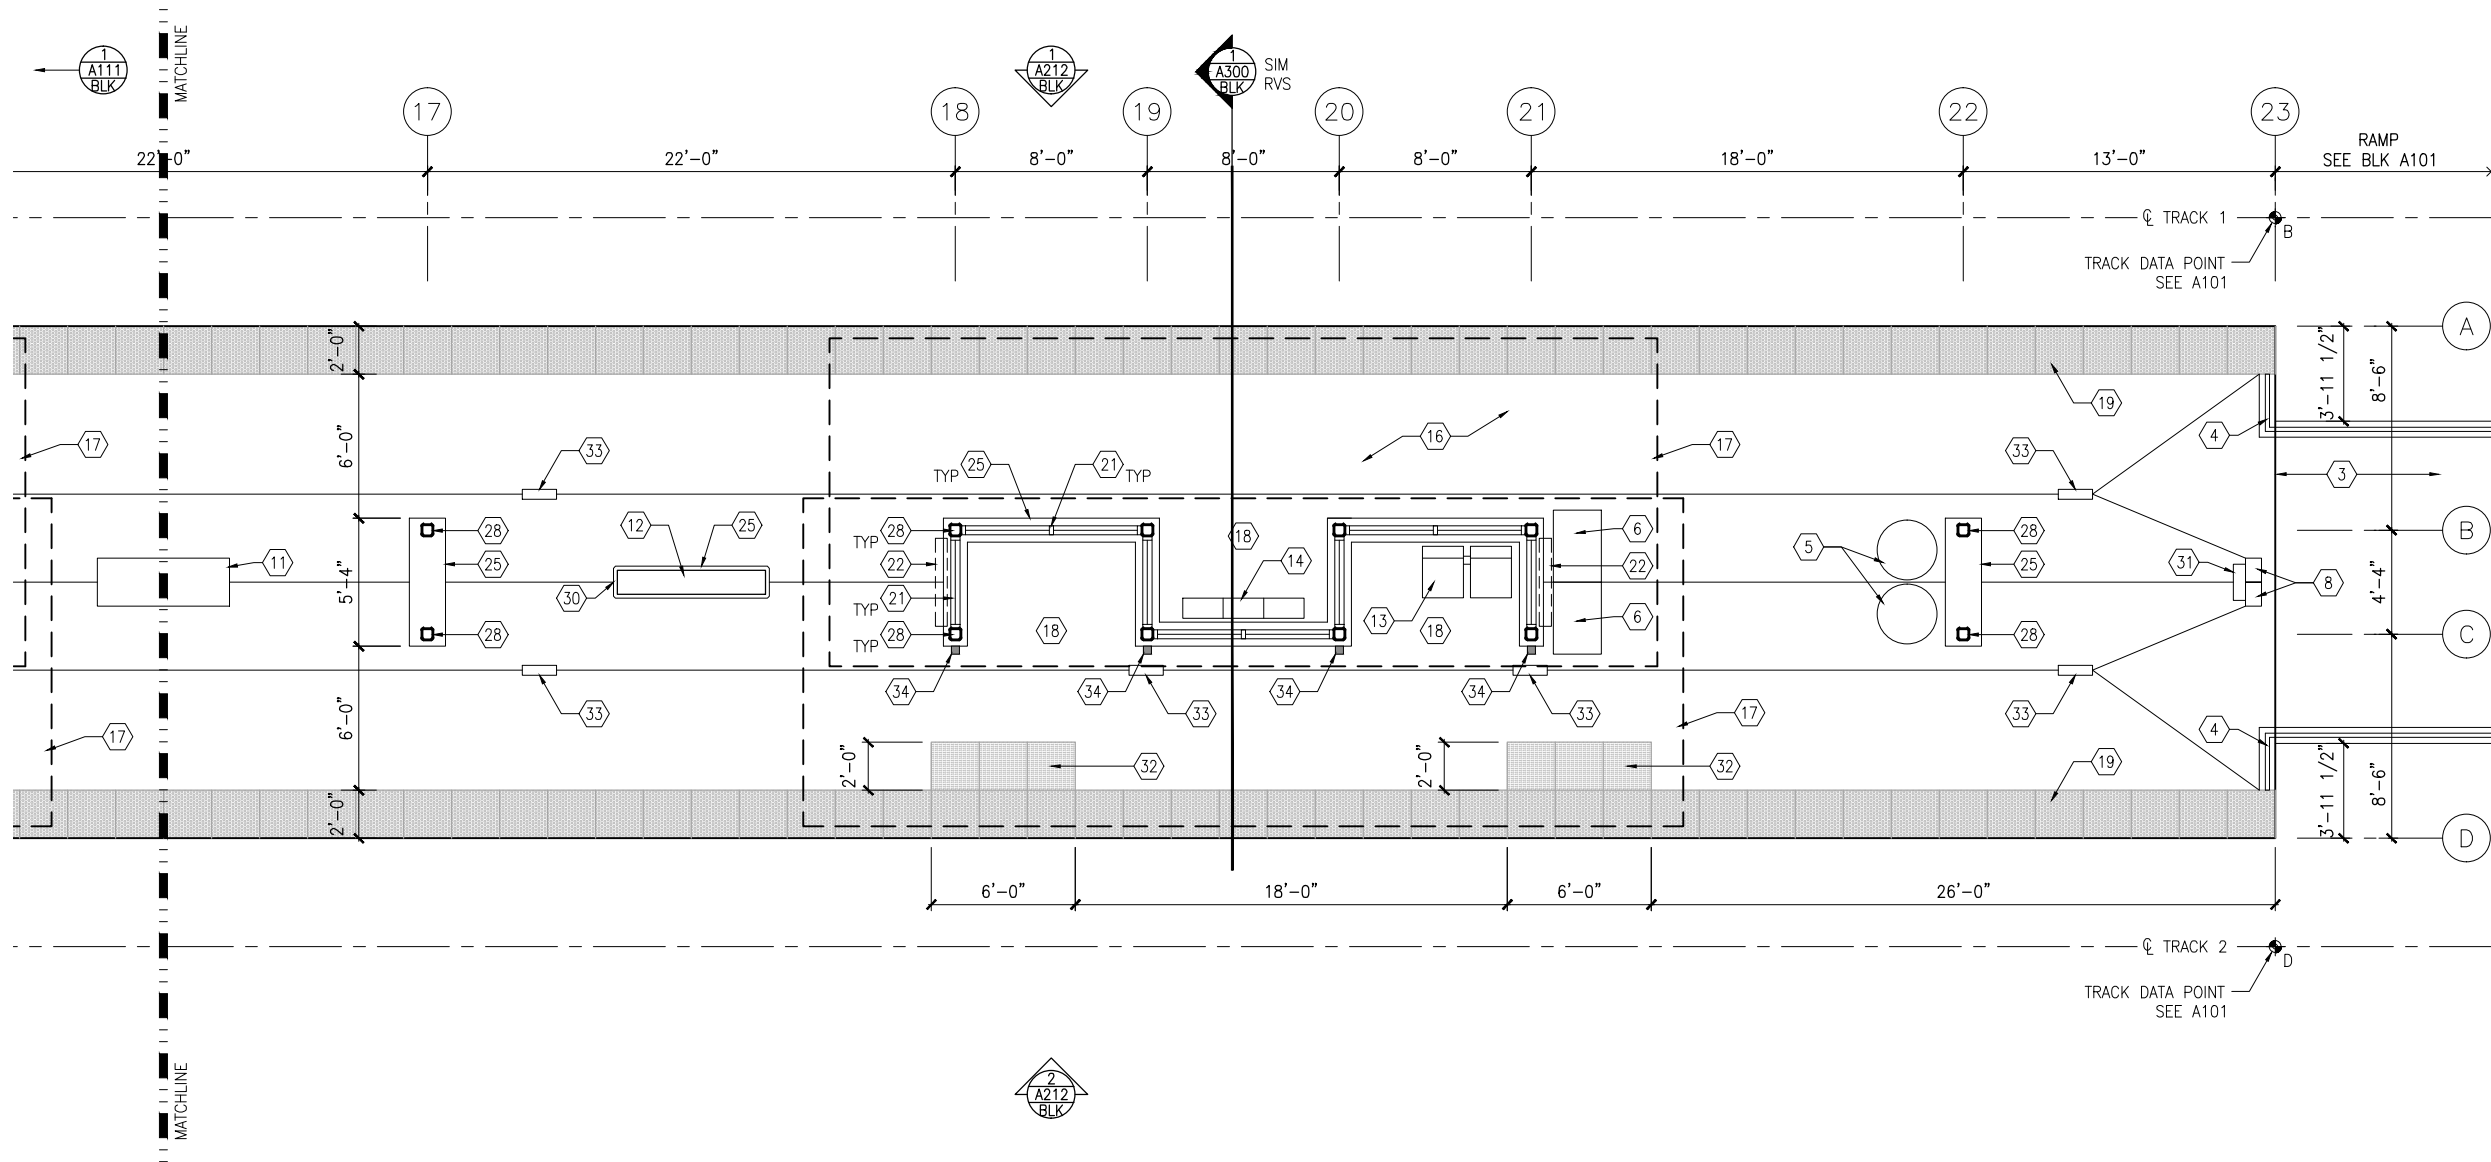 1
A111
BLK
MATCHLINE
1
A212
BLK
1
A300
BLK
SIM
RVS
17
18
19
20
21
22
23
22'-0"
22'-0"
8'-0"
8'-0"
8'-0"
18'-0"
13'-0"
RAMP
SEE BLK A101
℄ TRACK 1
B
TRACK DATA POINT
SEE A101
A
2'-0"
3'-11 1/2"
8'-6"
19
17
6'-0"
33
16
17
33
4
3
TYP
25
21
TYP
28
12
25
TYP
28
18
6
28
B
11
25
22
14
22
5
25
31
8
5'-4"
4'-4"
30
TYP
21
13
6
28
TYP
28
18
18
28
C
34
34
34
34
33
33
33
33
17
17
6'-0"
4
2'-0"
32
2'-0"
32
19
2'-0"
3'-11 1/2"
8'-6"
D
6'-0"
18'-0"
6'-0"
26'-0"
℄ TRACK 2
D
TRACK DATA POINT
SEE A101
MATCHLINE
2
A212
BLK